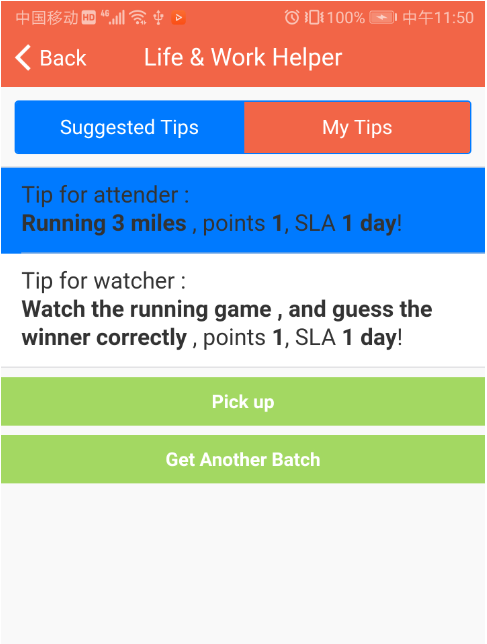 中国移动 HD 4G 100% 中午11:50
Back Life & Work Helper
Suggested Tips My Tips
Tip for attender :
Running 3 miles , points 1, SLA 1 day!
Tip for watcher :
Watch the running game , and guess the
winner correctly , points 1, SLA 1 day!
Pick up
Get Another Batch